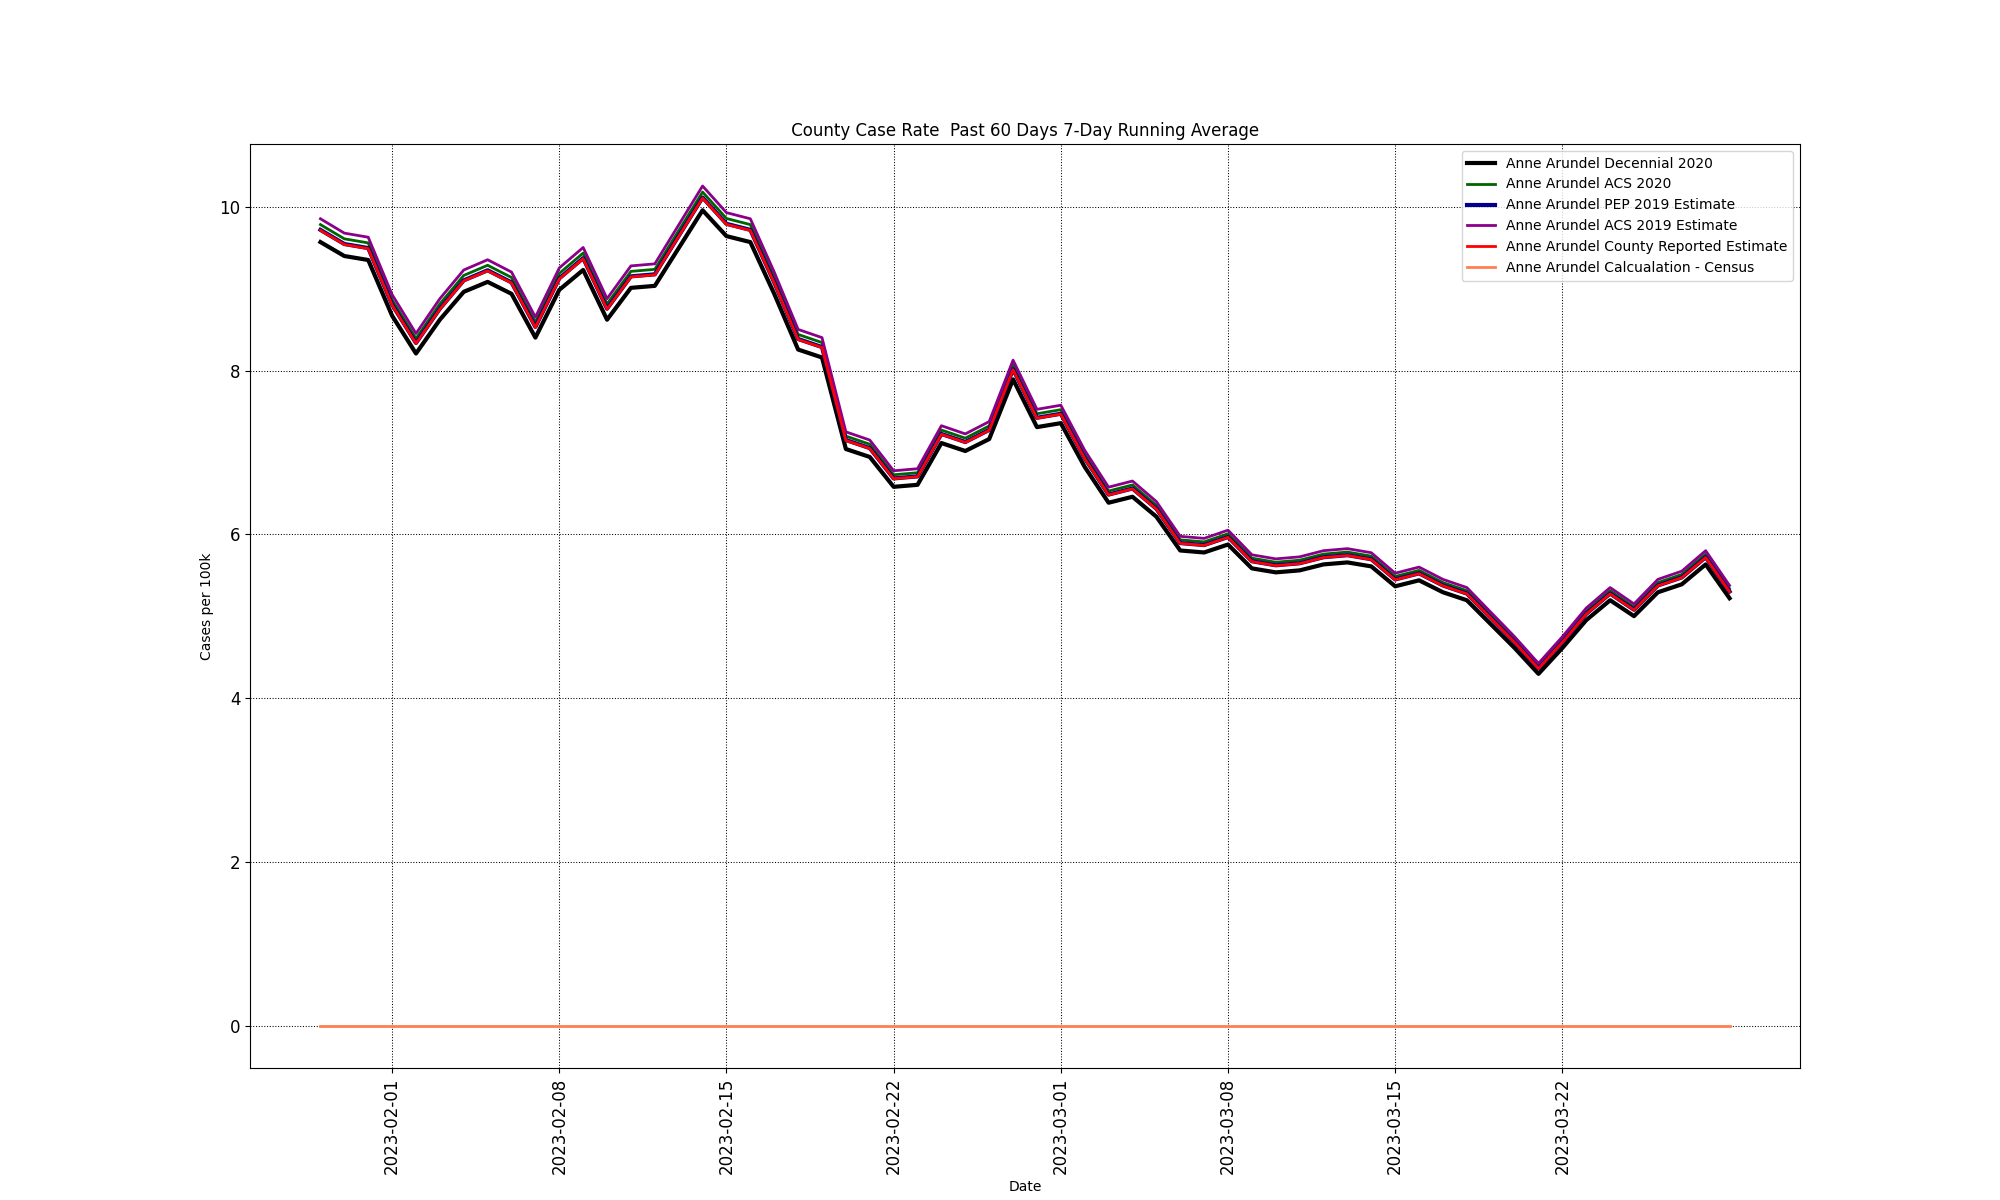 County Case Rate  Past 60 Days 7-Day Running Average
Anne Arundel Decennial 2020
Anne Arundel ACS 2020
Anne Arundel PEP 2019 Estimate
Anne Arundel ACS 2019 Estimate
Anne Arundel County Reported Estimate
Anne Arundel Calcualation - Census
Cases per 100k
10
8
6
4
2
0
2023-02-01
2023-02-08
2023-02-15
2023-02-22
2023-03-01
2023-03-08
2023-03-15
2023-03-22
Date